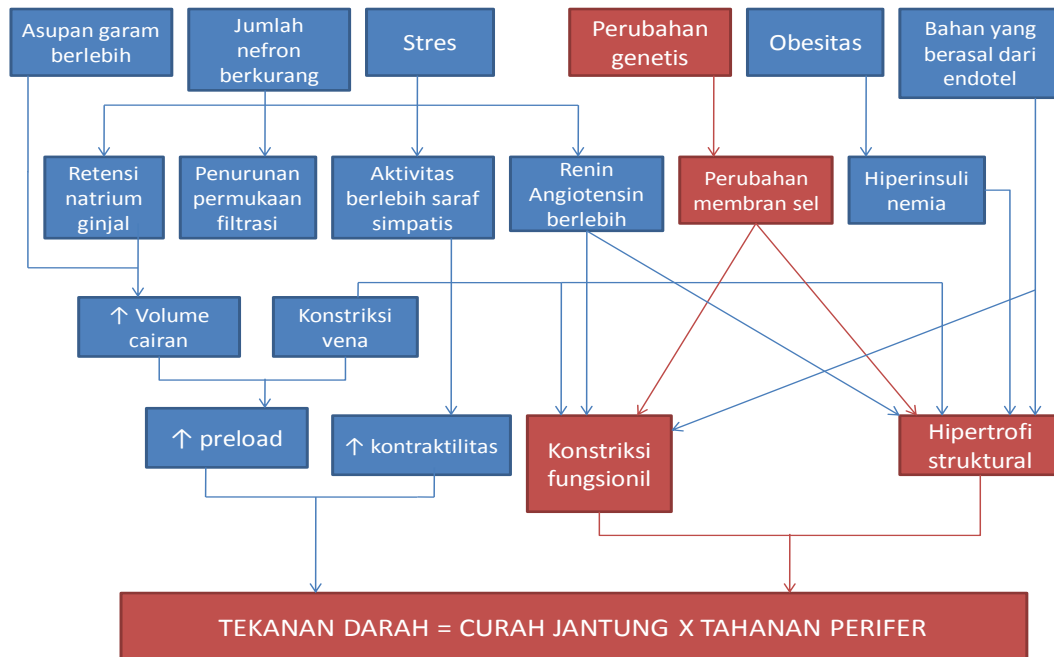 Asupan garam
berlebih
Jumlah
nefron
berkurang
Stres
Perubahan
genetis
Obesitas
Bahan yang
berasal dari
endotel
Retensi
natrium
ginjal
Penurunan
permukaan
filtrasi
Aktivitas
berlebih saraf
simpatis
Renin
Angiotensin
berlebih
Perubahan
membran sel
Hiperinsuli
nemia
↑ Volume
cairan
Konstriksi
vena
↑ preload
↑ kontraktilitas
Konstriksi
fungsionil
Hipertrofi
struktural
TEKANAN DARAH = CURAH JANTUNG X TAHANAN PERIFER